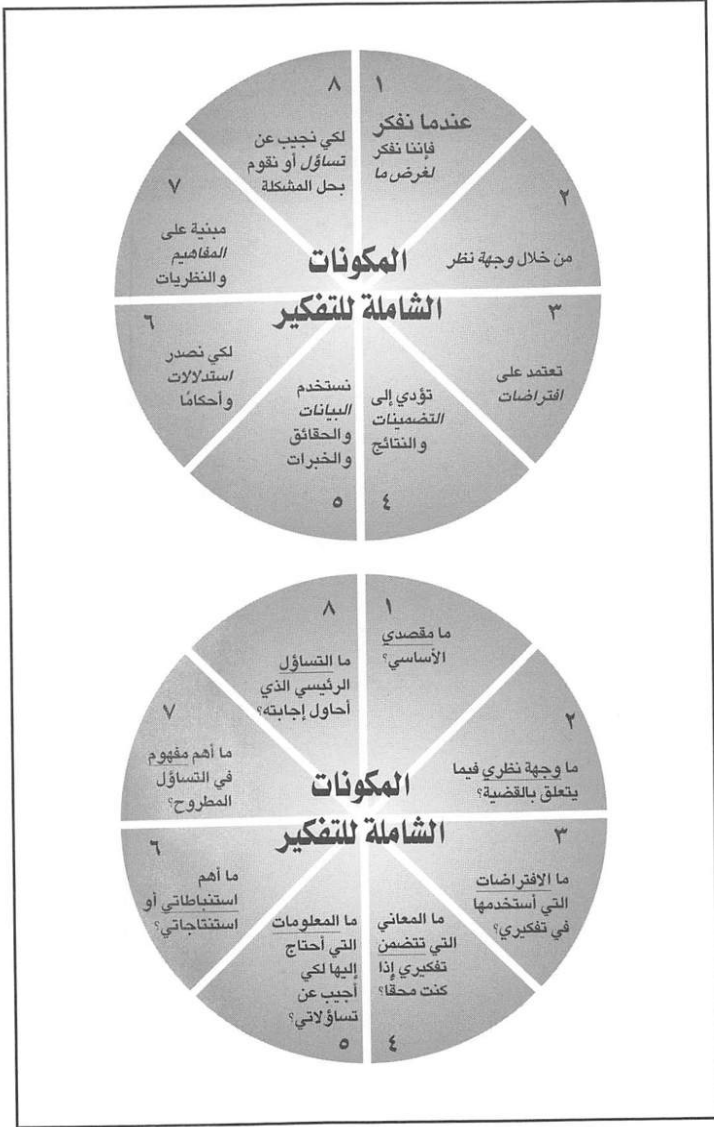 ١
عندما نفكر
فإننا نفكر
لغرض ما
٢
من خلال وجهة نظر
٣
تعتمد على
افتراضات
تؤدي إلى
التضمينات
والنتائج
٤
نستخدم
البيانات
والحقائق
والخبرات
٥
٦
لكي نصدر
استدلالات
وأحكامًا
٧
مبنية على
المفاهيم
والنظريات
٨
لكي نجيب عن
تساؤل أو نقوم
بحل المشكلة
المكونات
الشاملة للتفكير
١
ما مقصدي
الأساسي؟
٢
ما وجهة نظري فيما
يتعلق بالقضية؟
٣
ما الافتراضات
التي أستخدمها
في تفكيري؟
ما المعاني
التي تتضمن
تفكيري إذا
كنت محقا؟
٤
ما المعلومات
التي أحتاج
إليها لكي
أجيب عن
تساؤلاتي؟
٥
٦
ما أهم
استنباطاتي أو
استنتاجاتي؟
٧
ما أهم مفهوم
في التساؤل
المطروح؟
٨
ما التساؤل
الرئيسي الذي
أحاول إجابته؟
المكونات
الشاملة للتفكير